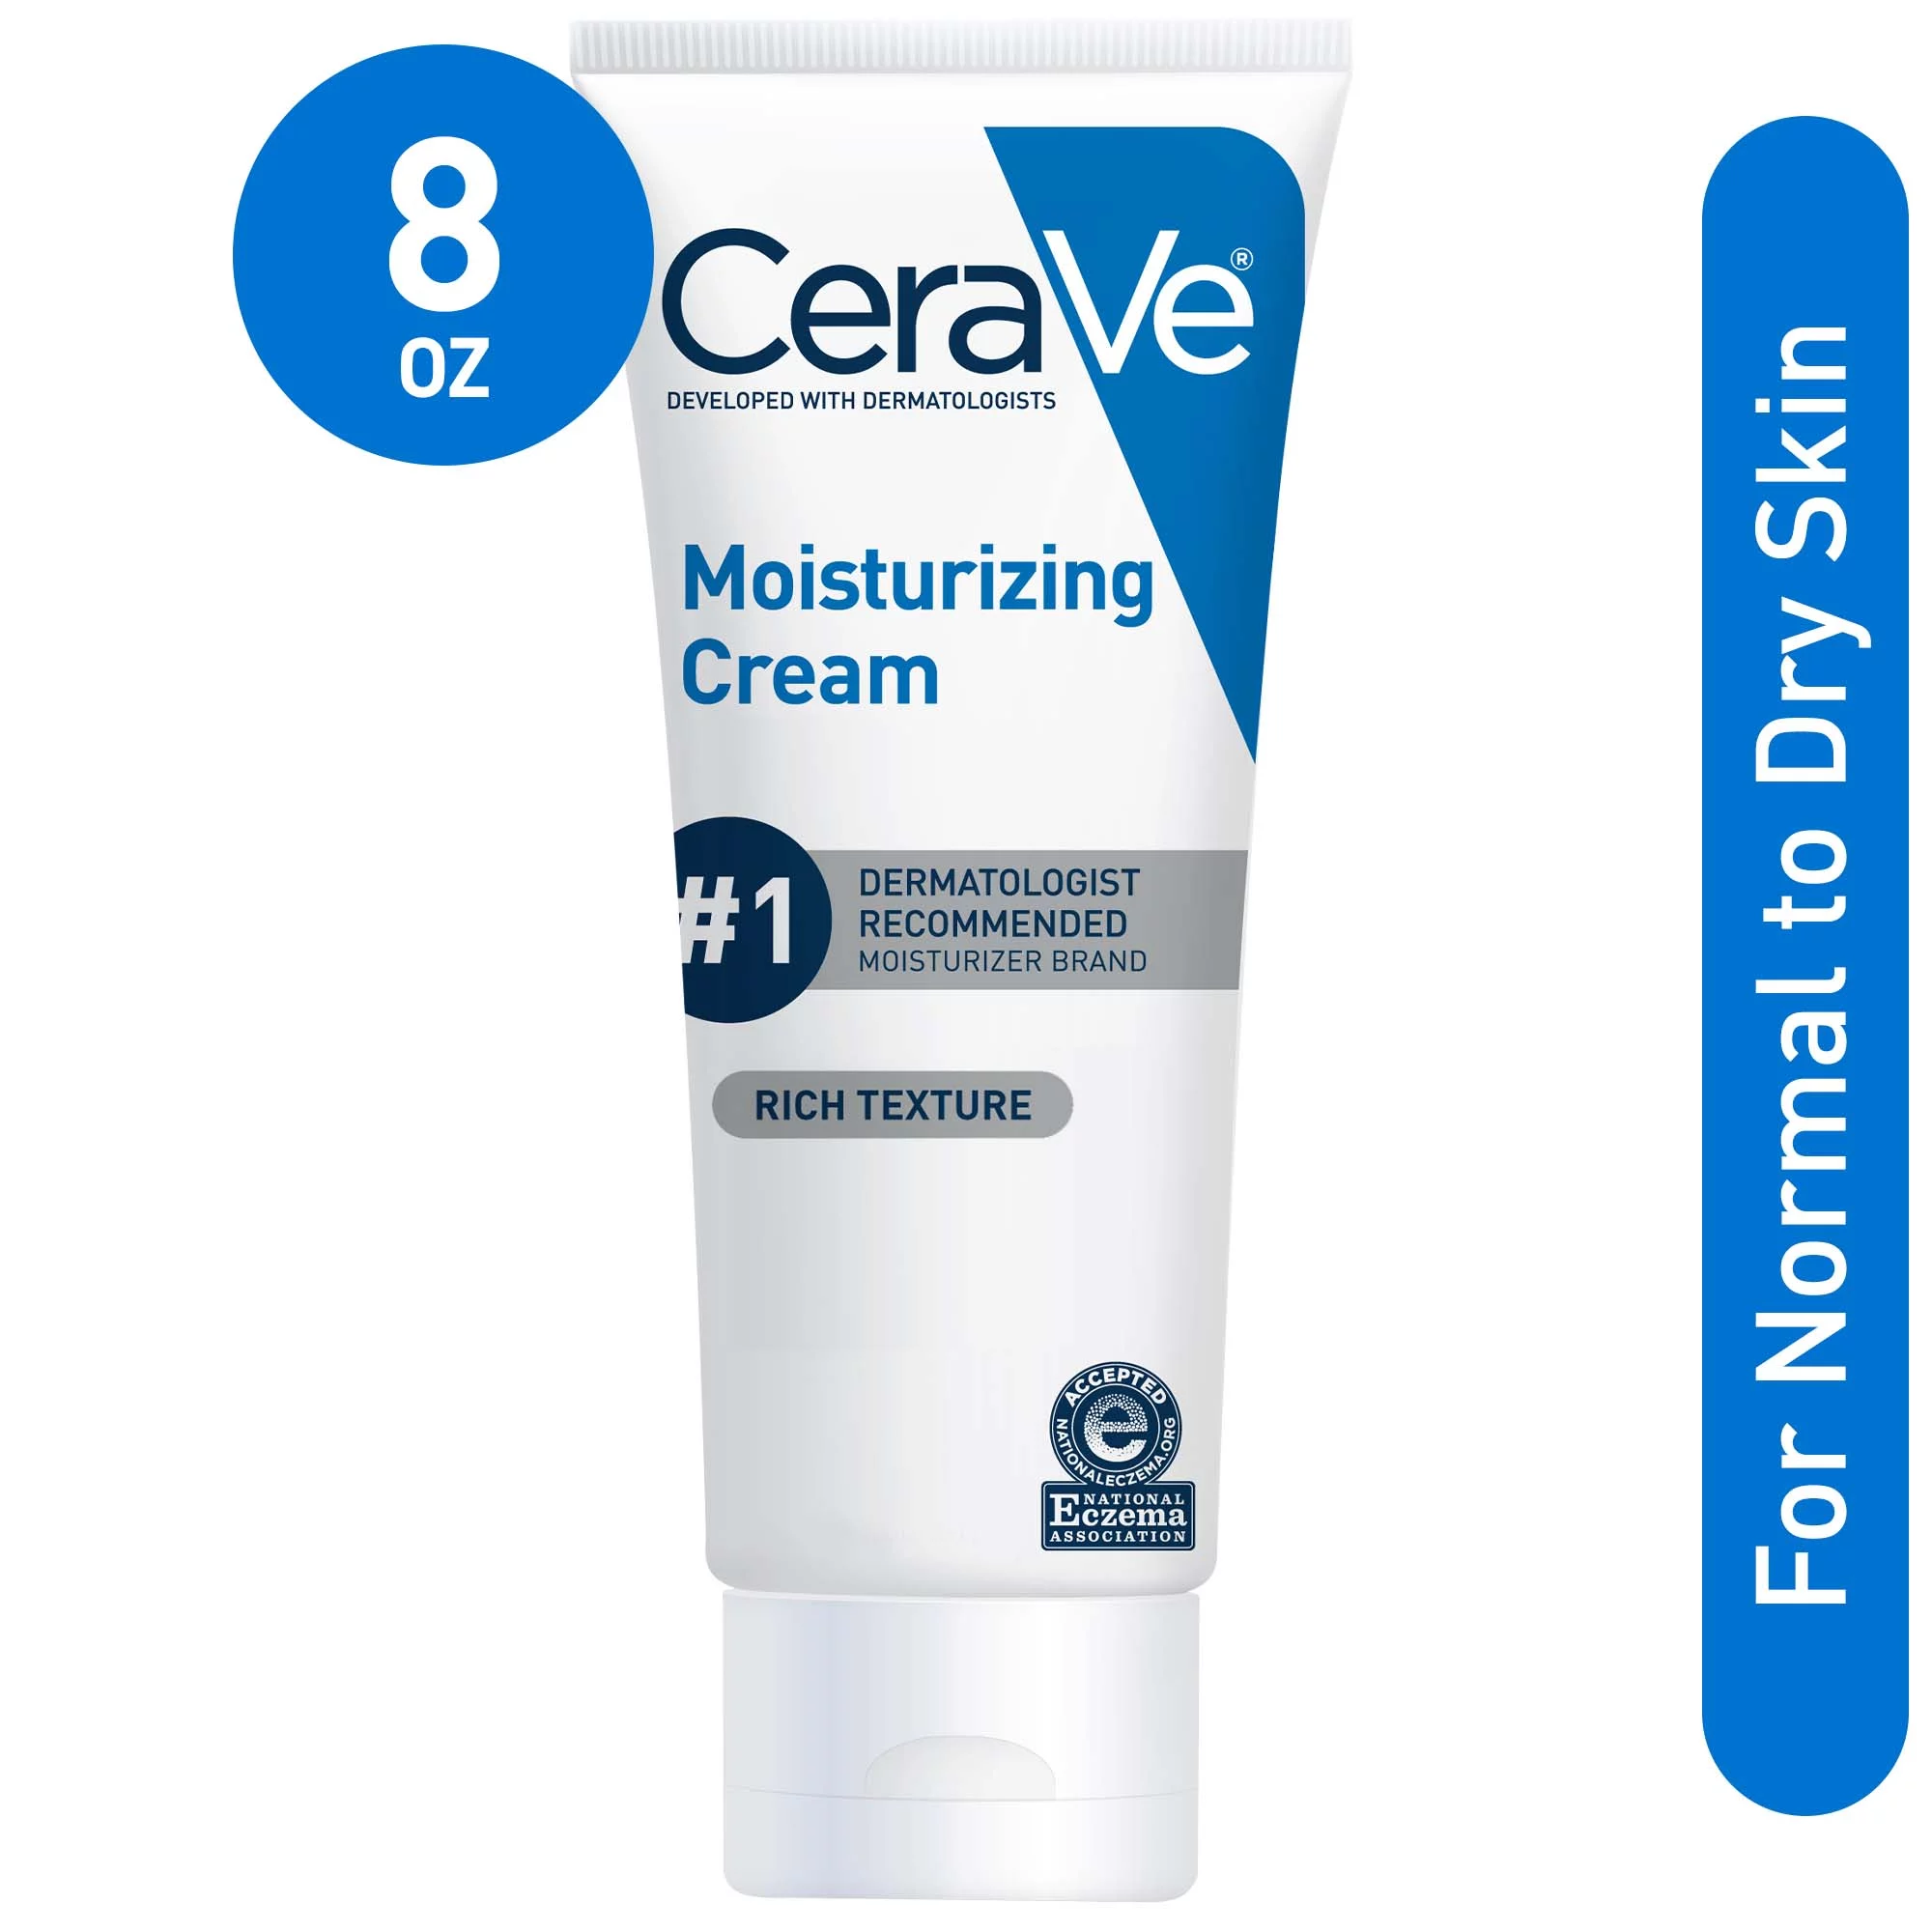 8
OZ
CeraVe®
DEVELOPED WITH DERMATOLOGISTS
Moisturizing
Cream
#1
DERMATOLOGIST
RECOMMENDED
MOISTURIZER BRAND
RICH TEXTURE
ACCEPTED
e
NATIONALECZEMA.ORG
NATIONAL
Eczema
ASSOCIATION
For Normal to Dry Skin